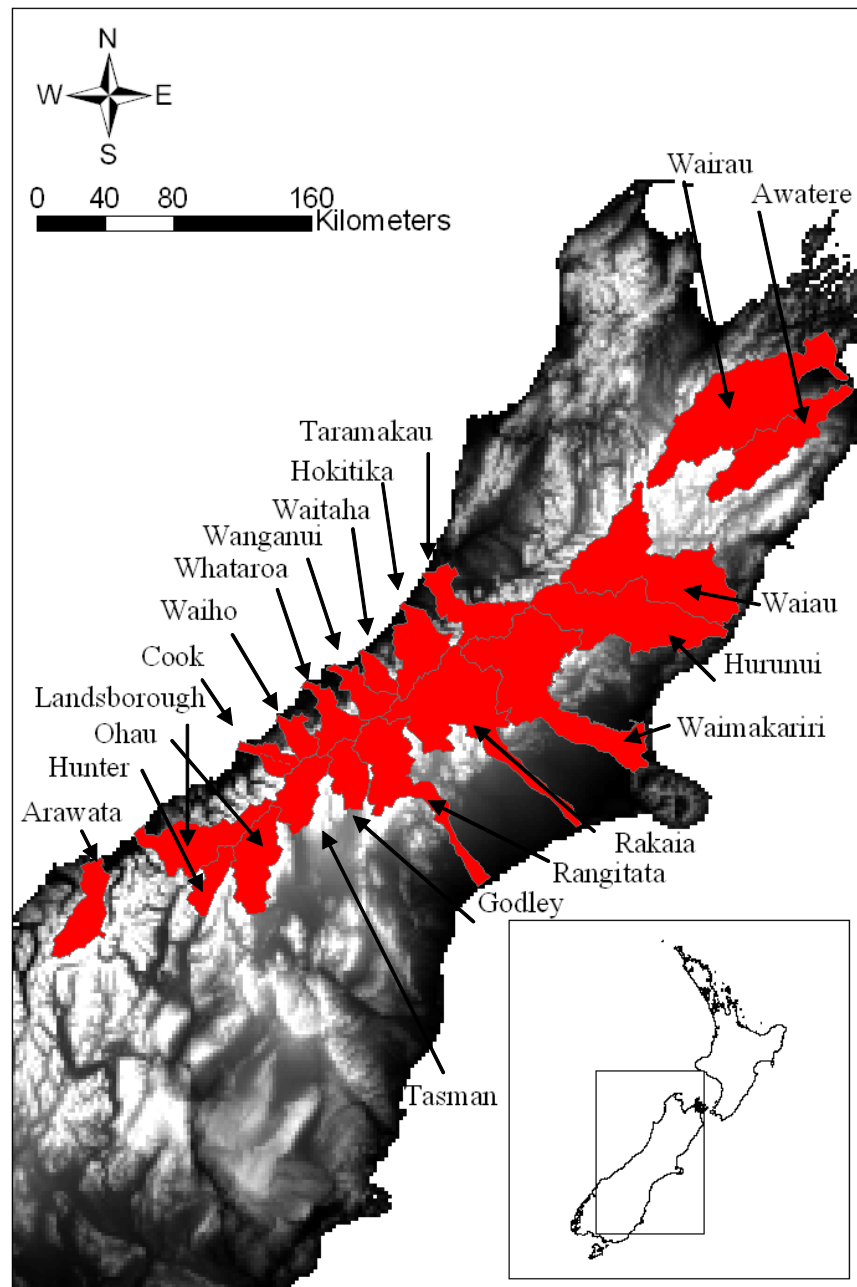 N
W E
S
0 40 80 160
Kilometers
Wairau
Awatere
Taramakau
Hokitika
Waitaha
Wanganui
Whataroa
Waiho
Cook
Landsborough
Ohau
Hunter
Arawata
Waiau
Hurunui
Waimakariri
Rakaia
Rangitata
Godley
Tasman